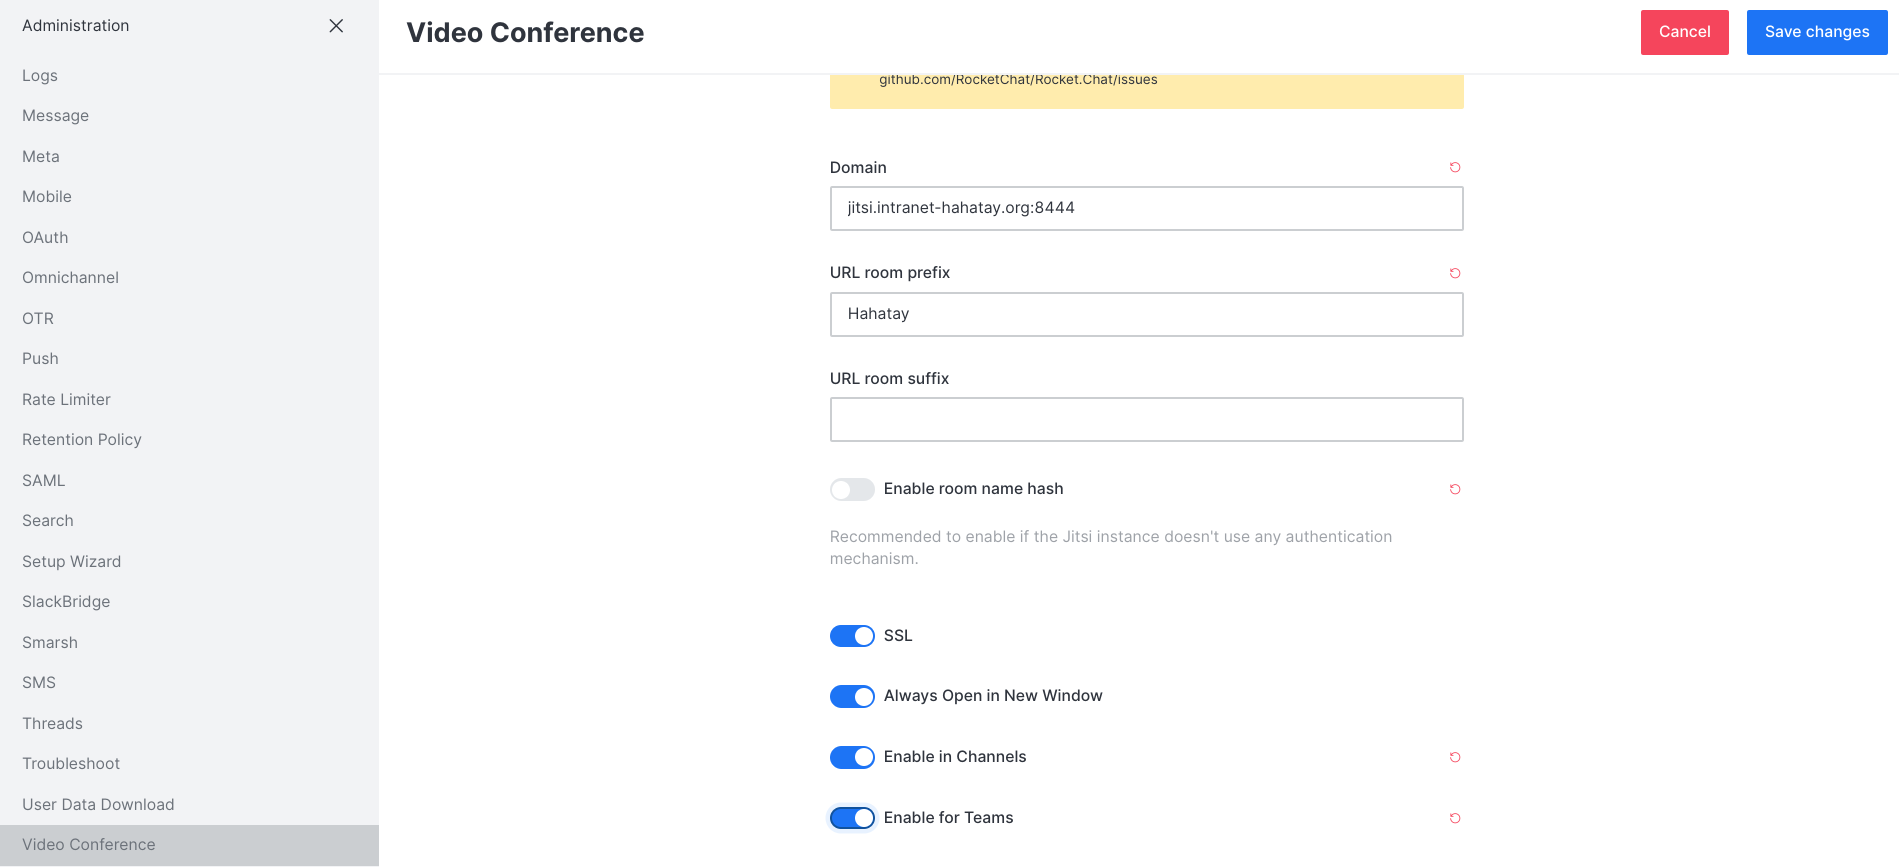 Administration
Logs
Message
Meta
Mobile
OAuth
Omnichannel
OTR
Push
Rate Limiter
Retention Policy
SAML
Search
Setup Wizard
SlackBridge
Smarsh
SMS
Threads
Troubleshoot
User Data Download
Video Conference
Video Conference
Cancel
Save changes
github.com/RocketChat/Rocket.Chat/issues
Domain
jitsi.intranet-hahatay.org:8444
URL room prefix
Hahatay
URL room suffix
Enable room name hash
Recommended to enable if the Jitsi instance doesn't use any authentication
mechanism.
SSL
Always Open in New Window
Enable in Channels
Enable for Teams